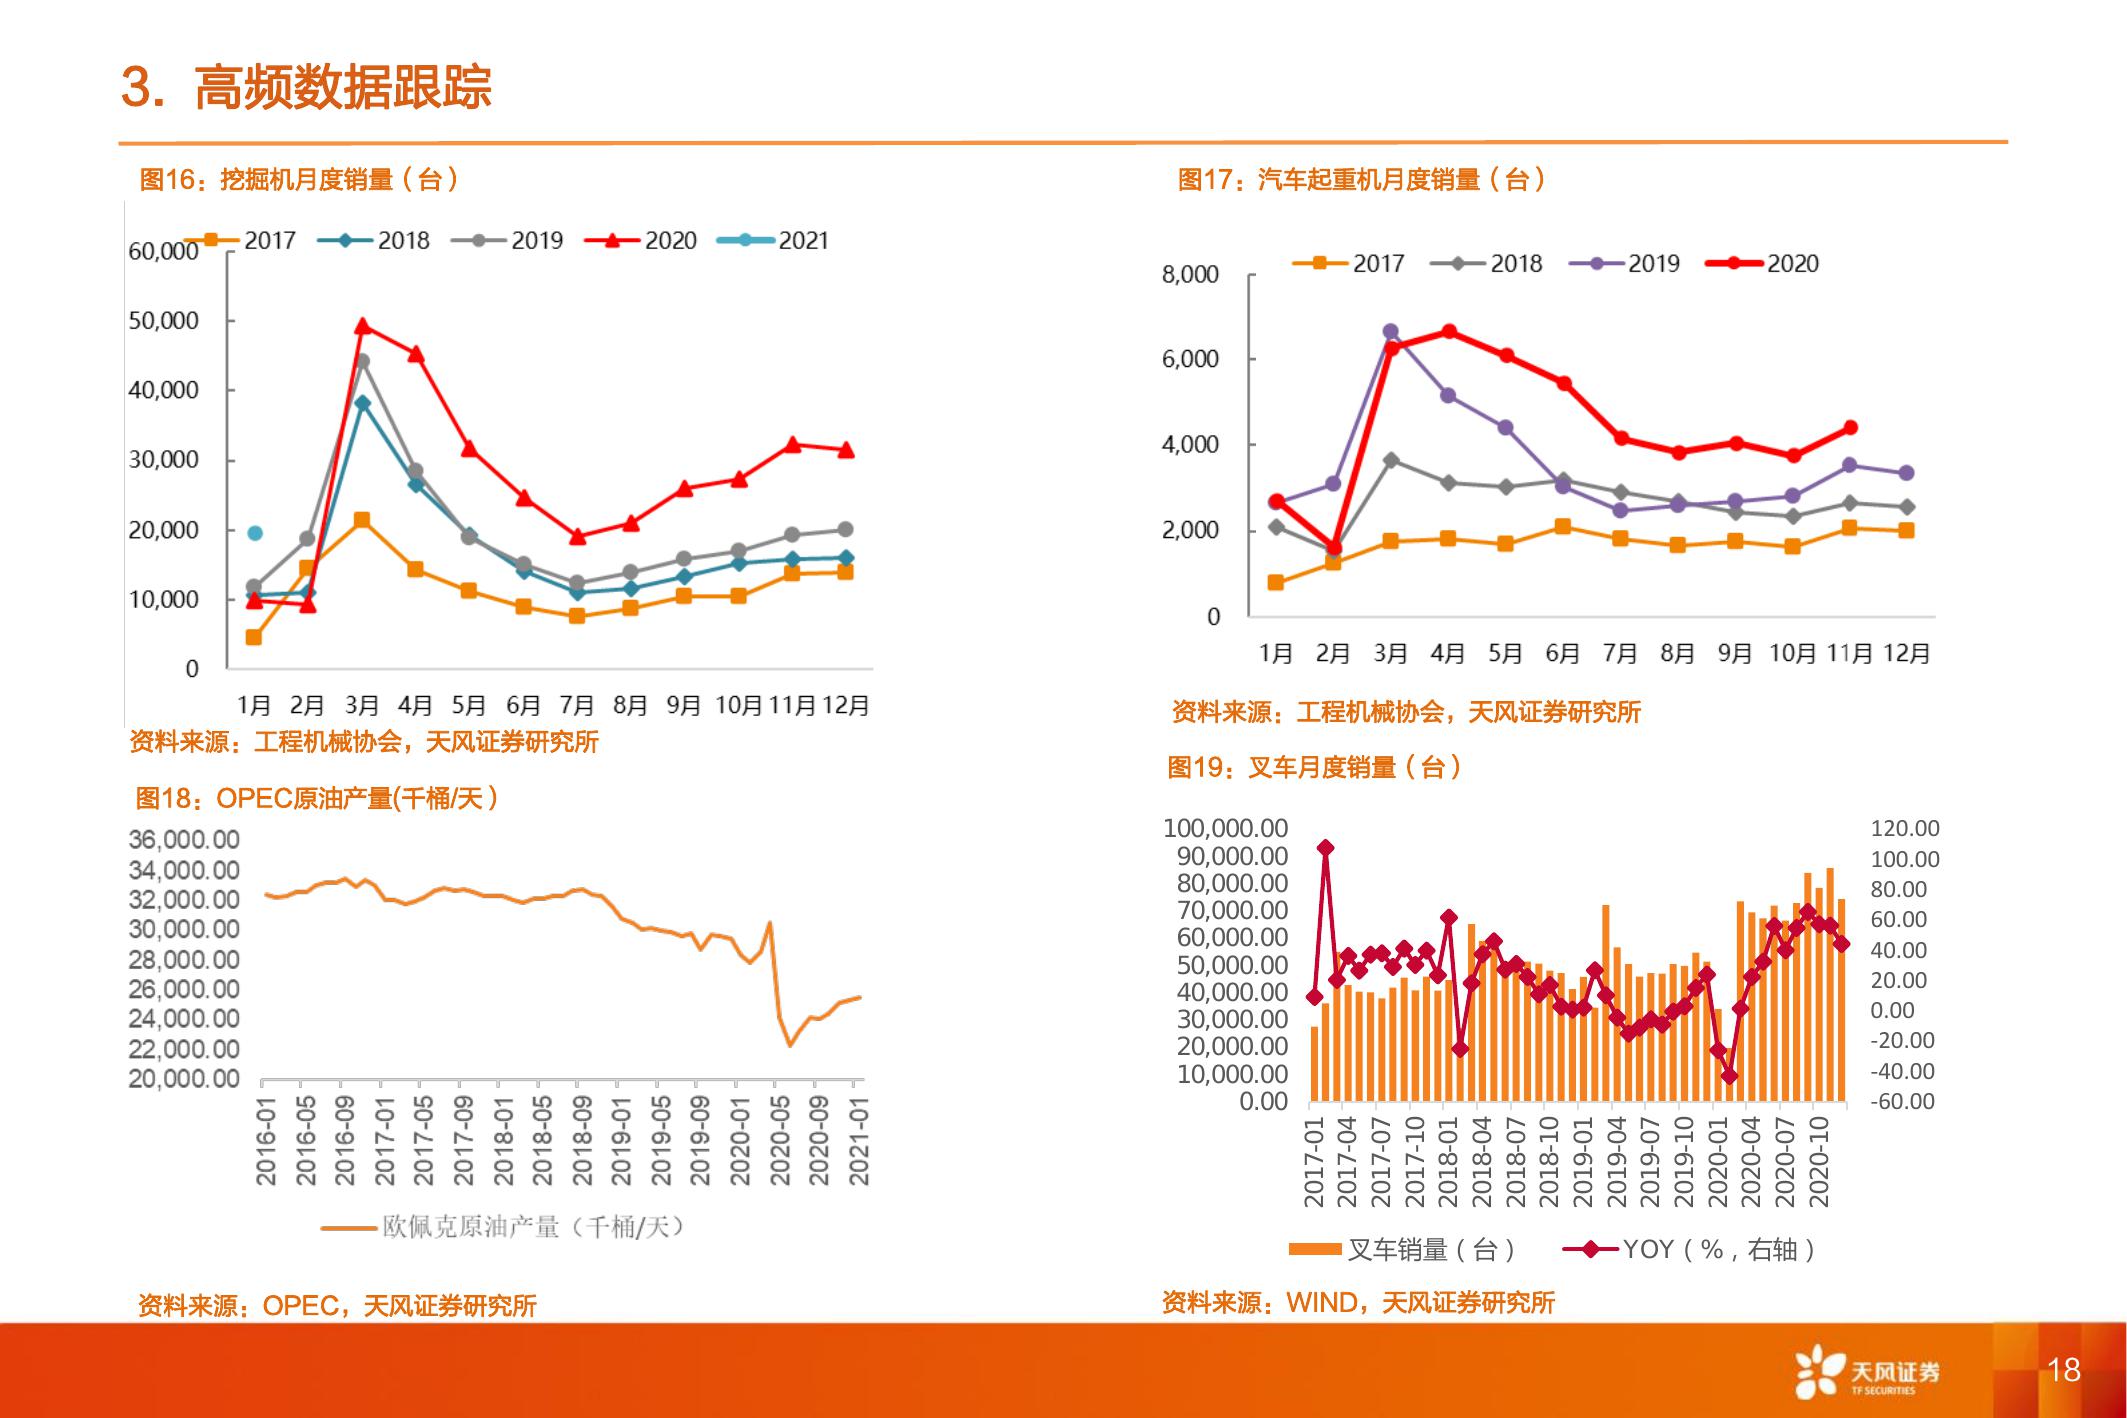 3. 高频数据跟踪
图16：挖掘机月度销量（台）
2017 2018 2019 2020 2021
60,000
50,000
40,000
30,000
20,000
10,000
0
1月 2月 3月 4月 5月 6月 7月 8月 9月 10月 11月 12月
资料来源：工程机械协会，天风证券研究所
图17：汽车起重机月度销量（台）
2017 2018 2019 2020
8,000
6,000
4,000
2,000
0
1月 2月 3月 4月 5月 6月 7月 8月 9月 10月 11月 12月
资料来源：工程机械协会，天风证券研究所
图18：OPEC原油产量(千桶/天）
36,000.00
34,000.00
32,000.00
30,000.00
28,000.00
26,000.00
24,000.00
22,000.00
20,000.00
2016-01 2016-05 2016-09 2017-01 2017-05 2017-09 2018-01 2018-05 2018-09 2019-01 2019-05 2019-09 2020-01 2020-05 2020-09 2021-01
欧佩克原油产量（千桶/天）
资料来源：OPEC，天风证券研究所
图19：叉车月度销量（台）
100,000.00
90,000.00
80,000.00
70,000.00
60,000.00
50,000.00
40,000.00
30,000.00
20,000.00
10,000.00
0.00
120.00
100.00
80.00
60.00
40.00
20.00
0.00
-20.00
-40.00
-60.00
2017-01 2017-04 2017-07 2017-10 2018-01 2018-04 2018-07 2018-10 2019-01 2019-04 2019-07 2019-10 2020-01 2020-04 2020-07 2020-10
叉车销量（台） YOY（%，右轴）
资料来源：WIND，天风证券研究所
天风证券
TF SECURITIES
18